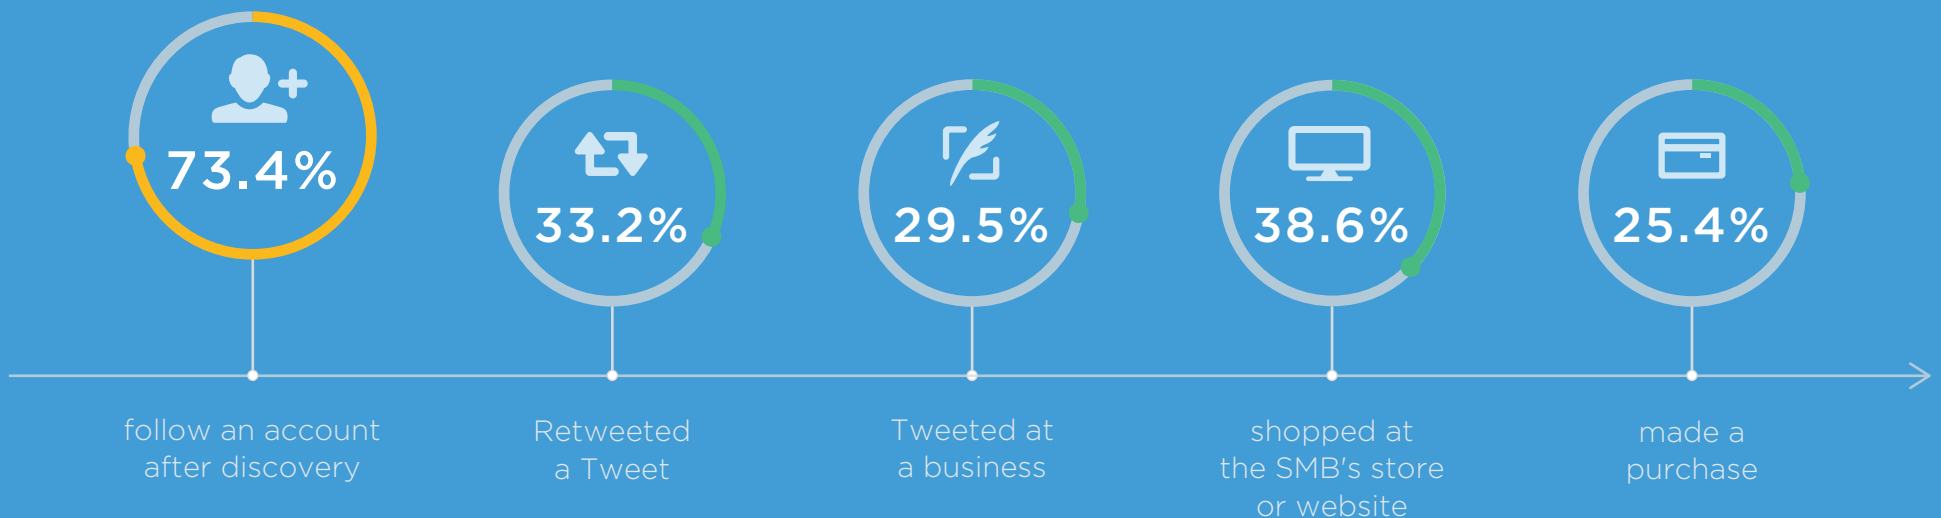 73.4%
follow an account
after discovery
33.2%
Retweeted
a Tweet
29.5%
Tweeted at
a business
38.6%
shopped at
the SMB's store
or website
25.4%
made a
purchase